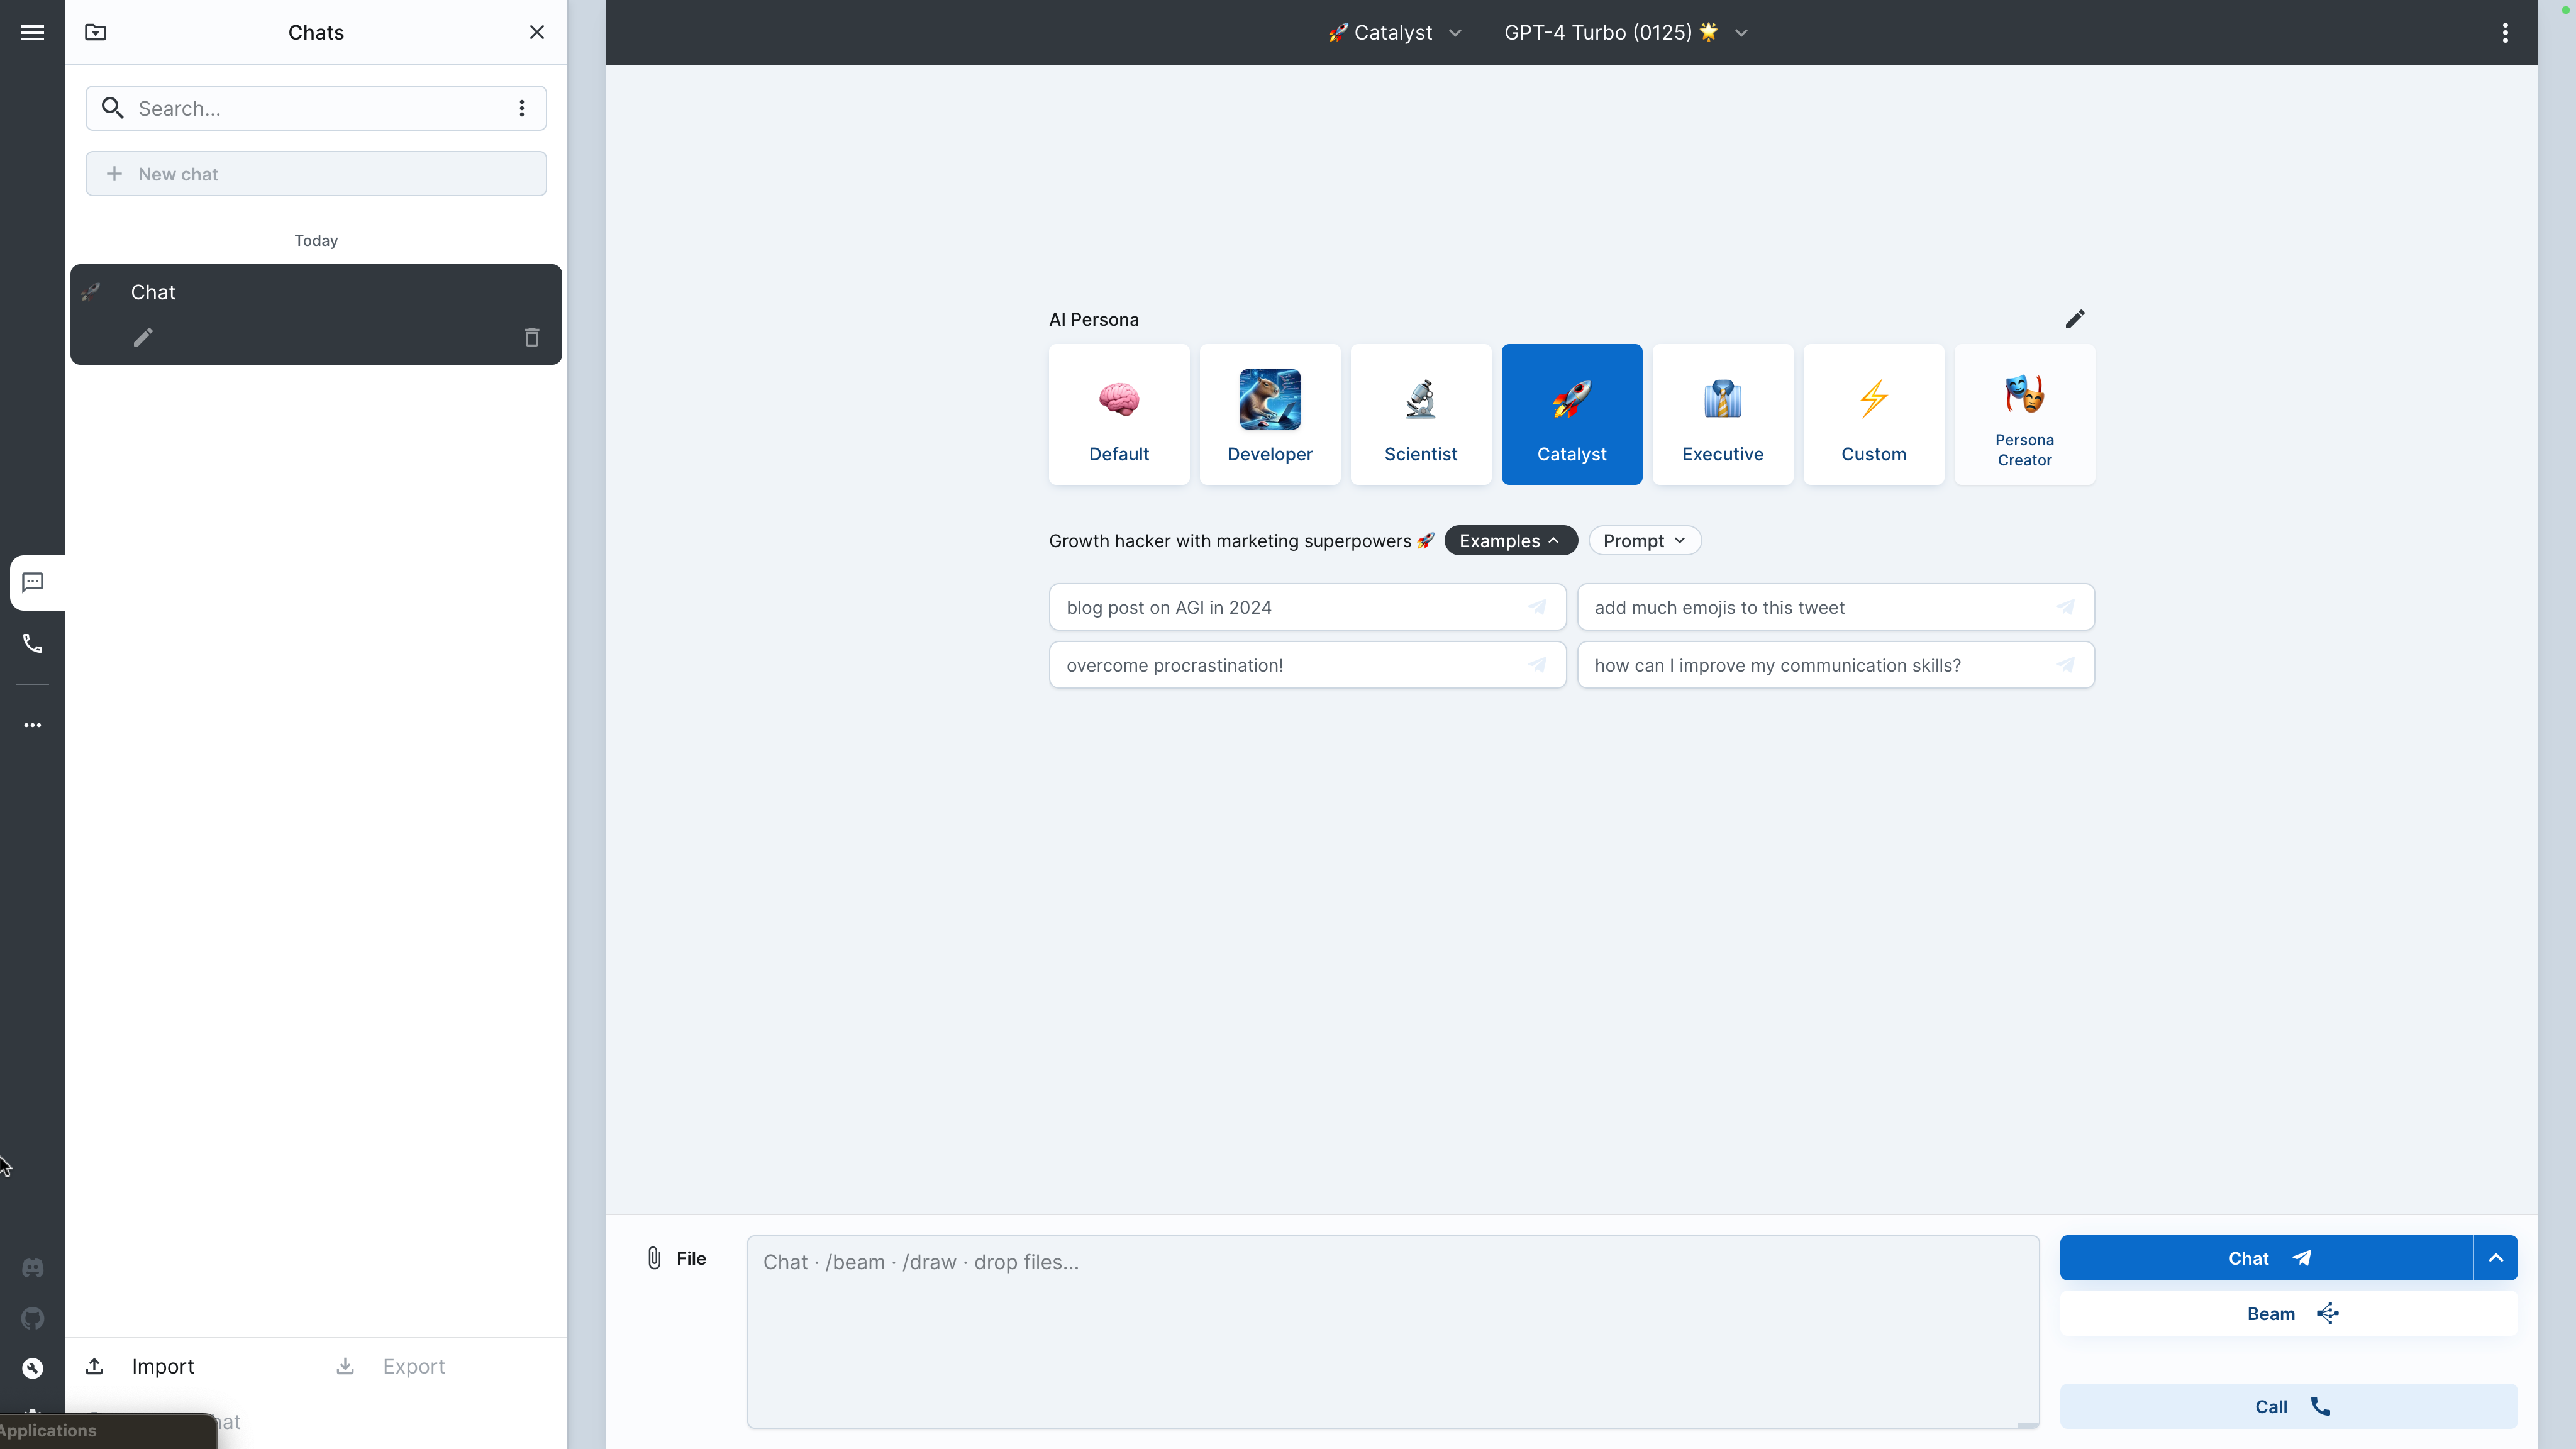 Chats
Search...
New chat
Today
Chat
Import
Export
Applications
Catalyst
GPT-4 Turbo (0125)
AI Persona
Default
Developer
Scientist
Catalyst
Executive
Custom
Persona
Creator
Growth hacker with marketing superpowers
Examples
Prompt
blog post on AGI in 2024
add much emojis to this tweet
overcome procrastination!
how can I improve my communication skills?
File
Chat · /beam · /draw · drop files...
Chat
Beam
Call